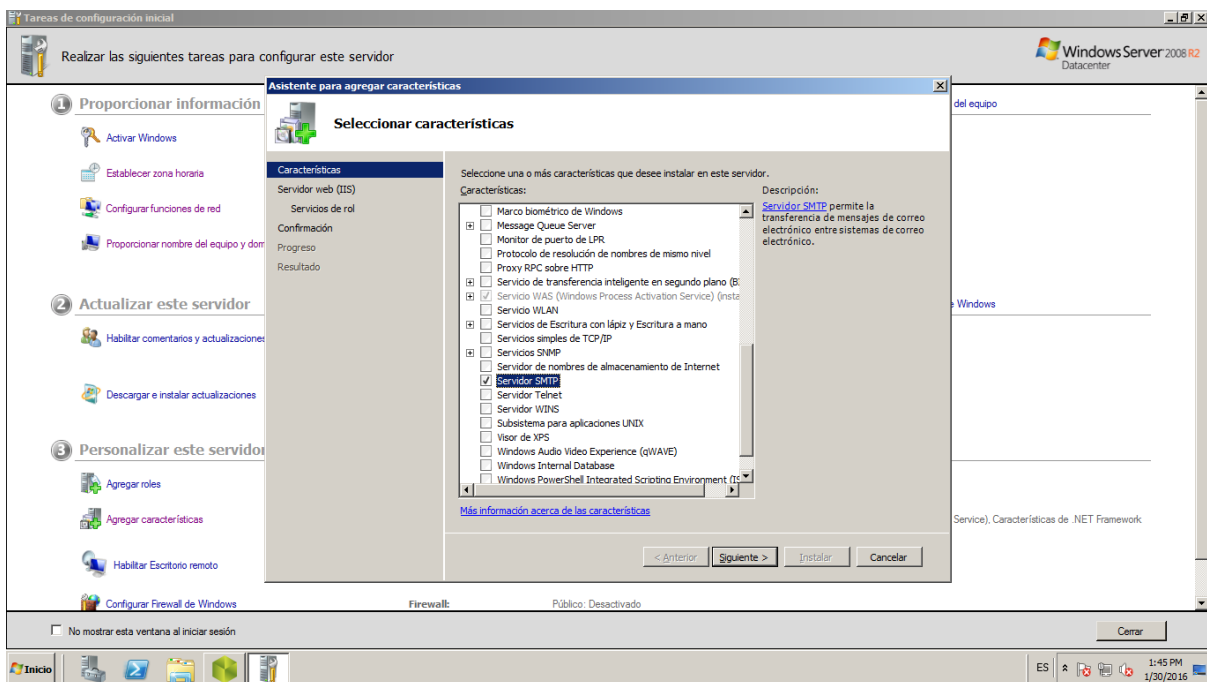 Tareas de configuración inicial
Realizar las siguientes tareas para configurar este servidor
Windows Server 2008 R2
Datacenter
1 Proporcionar información
del equipo
Activar Windows
Establecer zona horaria
Configurar funciones de red
Proporcionar nombre del equipo y dom
2 Actualizar este servidor
Windows
Habilitar comentarios y actualizaciones
Descargar e instalar actualizaciones
3 Personalizar este servidor
Agregar roles
Agregar características
Service), Características de .NET Framework
Habilitar Escritorio remoto
Configurar Firewall de Windows
Firewall:
Público: Desactivado
Asistente para agregar características
Seleccionar características
Características
Servidor web (IIS)
Servicios de rol
Confirmación
Progreso
Resultado
Seleccione una o más características que desee instalar en este servidor.
Características:
Marco biométrico de Windows
Message Queue Server
Monitor de puerto de LPR
Protocolo de resolución de nombres de mismo nivel
Proxy RPC sobre HTTP
Servicio de transferencia inteligente en segundo plano (B
Servicio WAS (Windows Process Activation Service) (insta
Servicio WLAN
Servicios de Escritura con lápiz y Escritura a mano
Servicios simples de TCP/IP
Servicios SNMP
Servidor de nombres de almacenamiento de Internet
Servidor SMTP
Servidor Telnet
Servidor WINS
Subsistema para aplicaciones UNIX
Visor de XPS
Windows Audio Video Experience (qWAVE)
Windows Internal Database
Windows PowerShell Integrated Scripting Environment (IS
Descripción:
Servidor SMTP permite la
transferencia de mensajes de correo
electrónico entre sistemas de correo
electrónico.
Más información acerca de las características
< Anterior
Siguiente >
Instalar
Cancelar
No mostrar esta ventana al iniciar sesión
Cerrar
Inicio
ES
1:45 PM
1/30/2016